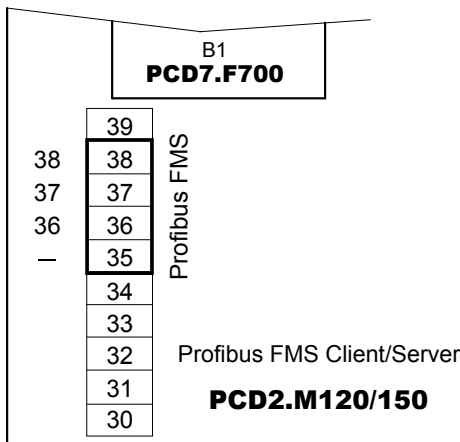 B1
PCD7.F700
39
38 38
37 37
36 36
— 35
34
33
32
31
30
Profibus FMS
Profibus FMS Client/Server
PCD2.M120/150